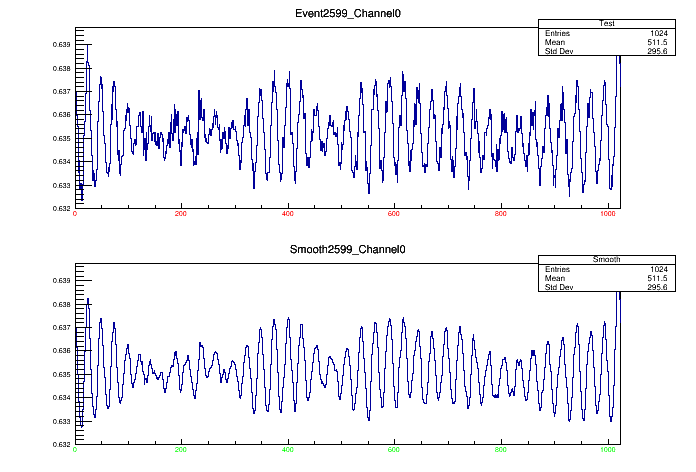 Event2599_Channel0
Test
Entries 1024
Mean 511.5
Std Dev 295.6
0.639
0.638
0.637
0.636
0.635
0.634
0.633
0.632
0 200 400 600 800 1000
Smooth2599_Channel0
Smooth
Entries 1024
Mean 511.5
Std Dev 295.6
0.639
0.638
0.637
0.636
0.635
0.634
0.633
0.632
0 200 400 600 800 1000